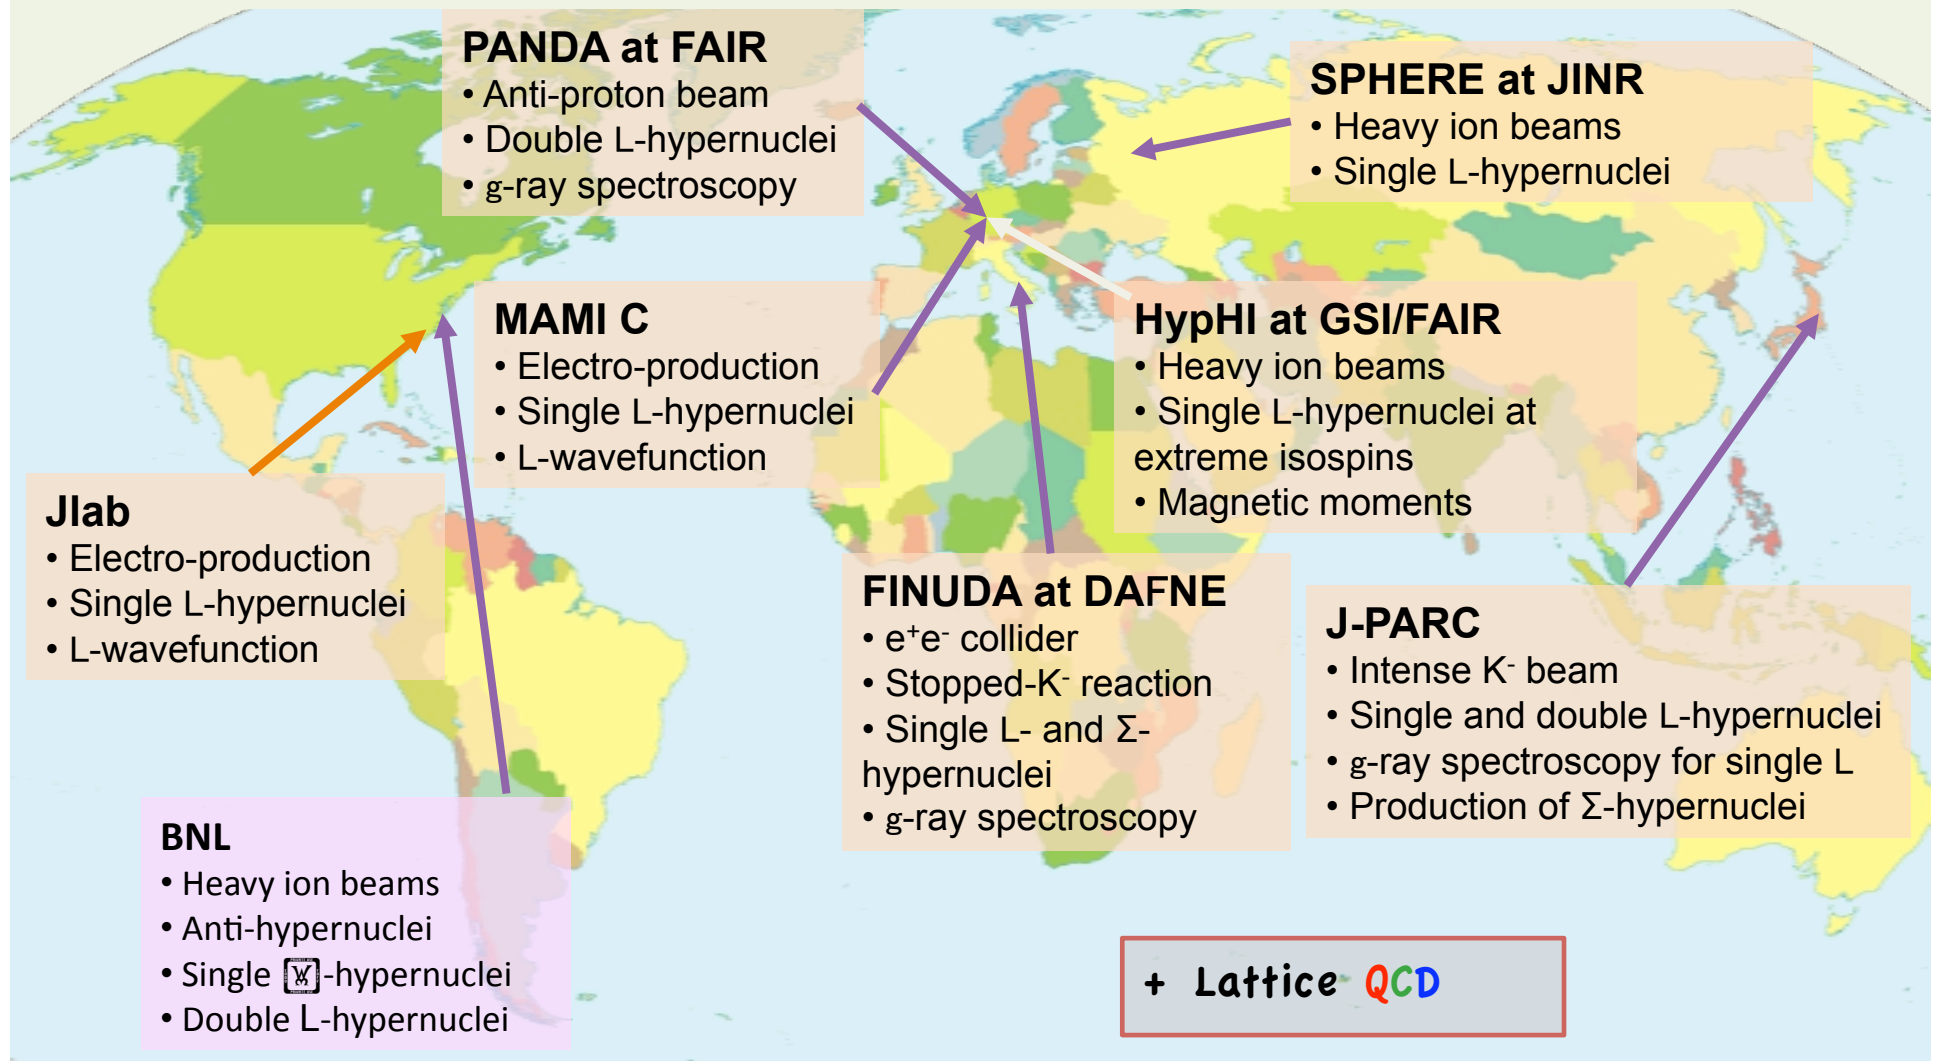 PANDA at FAIR
• Anti-proton beam
• Double L-hypernuclei
• g-ray spectroscopy
SPHERE at JINR
• Heavy ion beams
• Single L-hypernuclei
MAMI C
• Electro-production
• Single L-hypernuclei
• L-wavefunction
HypHI at GSI/FAIR
• Heavy ion beams
• Single L-hypernuclei at
extreme isospins
• Magnetic moments
Jlab
• Electro-production
• Single L-hypernuclei
• L-wavefunction
FINUDA at DAFNE
• e⁺e⁻ collider
• Stopped-K⁻ reaction
• Single L- and Σ-
hypernuclei
• g-ray spectroscopy
J-PARC
• Intense K⁻ beam
• Single and double L-hypernuclei
• g-ray spectroscopy for single L
• Production of Σ-hypernuclei
BNL
• Heavy ion beams
• Anti-hypernuclei
• Single -hypernuclei
• Double L-hypernuclei
+ Lattice QCD